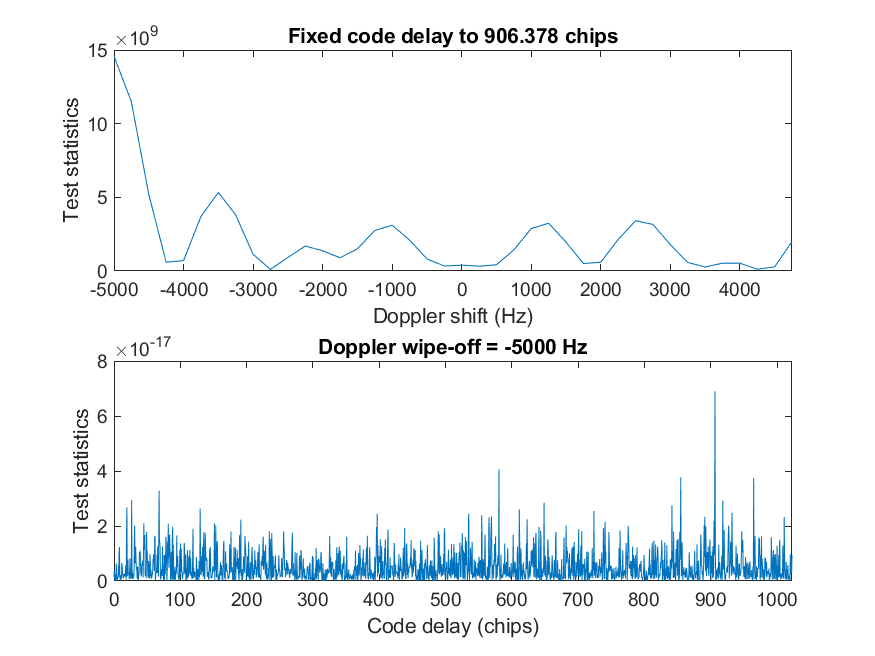 Fixed code delay to 906.378 chips
×10^9
15
10
5
0
Test statistics
-5000 -4000 -3000 -2000 -1000 0 1000 2000 3000 4000
Doppler shift (Hz)
Doppler wipe-off = -5000 Hz
×10^-17
8
6
4
2
0
Test statistics
0 100 200 300 400 500 600 700 800 900 1000
Code delay (chips)